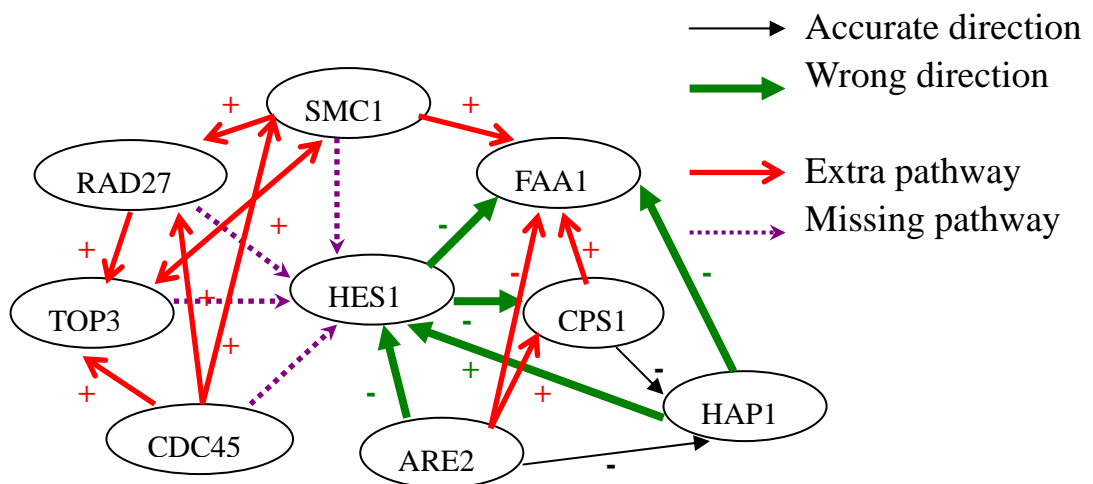 Accurate direction
Wrong direction
Extra pathway
Missing pathway
SMC1
+
+
RAD27
FAA1
+
-
+
-
+
-
TOP3
+
HES1
CPS1
-
+
+
-
+
-
+
HAP1
CDC45
ARE2
-